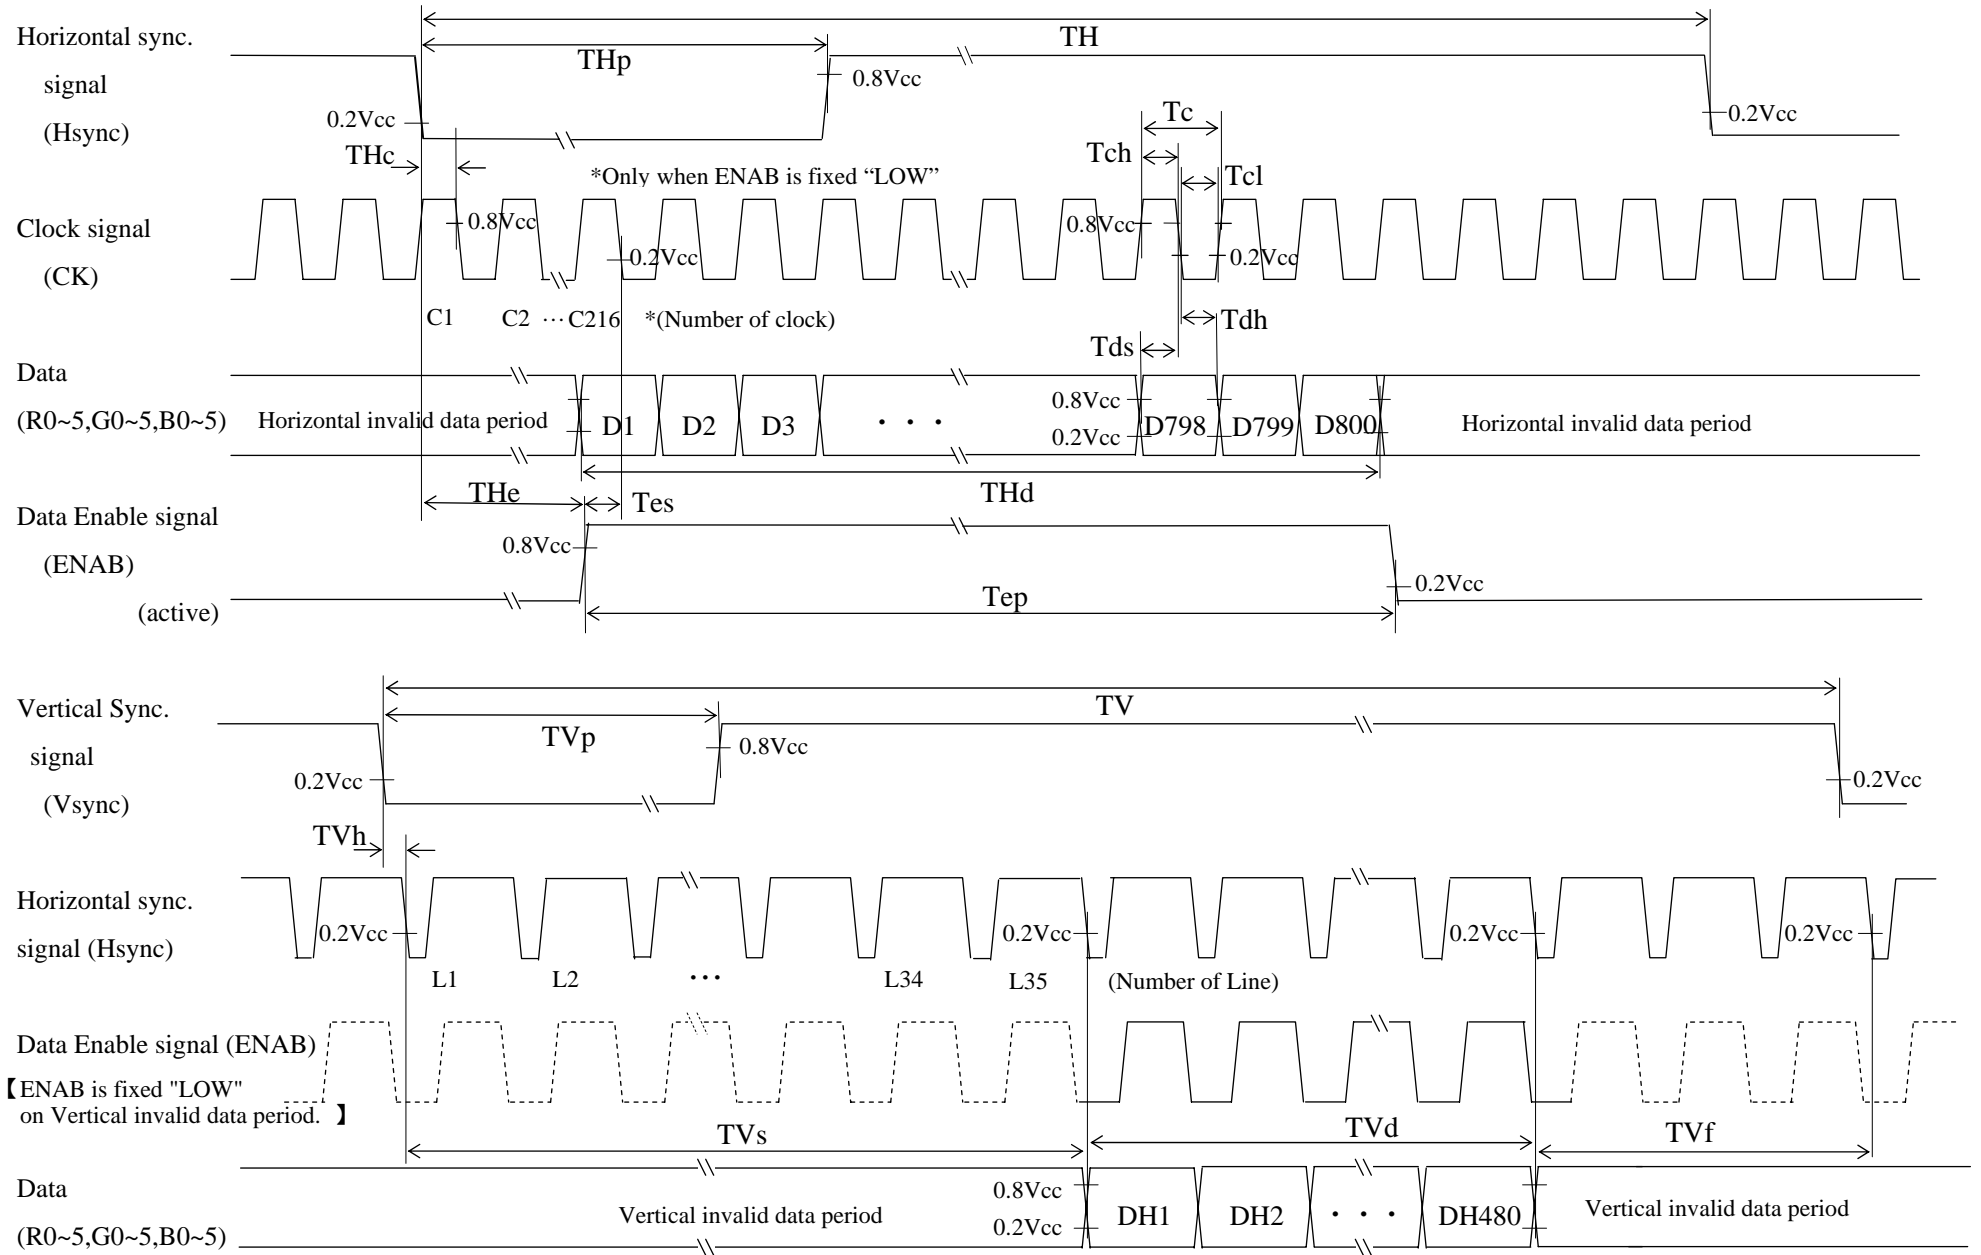 TH
Horizontal sync.
THp
signal
0.8Vcc
(Hsync)
0.2Vcc
0.2Vcc
Tc
THc
Tch
*Only when ENAB is fixed “LOW”
Tcl
Clock signal
0.8Vcc
0.8Vcc
(CK)
0.2Vcc
0.2Vcc
C1 C2 ··· C216 *(Number of clock)
Tdh
Tds
Data
(R0~5,G0~5,B0~5)
Horizontal invalid data period
D1 D2 D3 · · ·
0.8Vcc
0.2Vcc
D798 D799 D800
Horizontal invalid data period
THe
Tes
THd
Data Enable signal
0.8Vcc
(ENAB)
0.2Vcc
(active)
Tep
TV
Vertical Sync.
TVp
signal
0.8Vcc
0.2Vcc
0.2Vcc
(Vsync)
TVh
Horizontal sync.
signal (Hsync)
0.2Vcc
0.2Vcc
0.2Vcc
0.2Vcc
L1 L2 ··· L34 L35 (Number of Line)
Data Enable signal (ENAB)
【ENAB is fixed "LOW"
on Vertical invalid data period. 】
TVs
TVd
TVf
Data
(R0~5,G0~5,B0~5)
Vertical invalid data period
0.8Vcc
0.2Vcc
DH1 DH2 · · · DH480
Vertical invalid data period